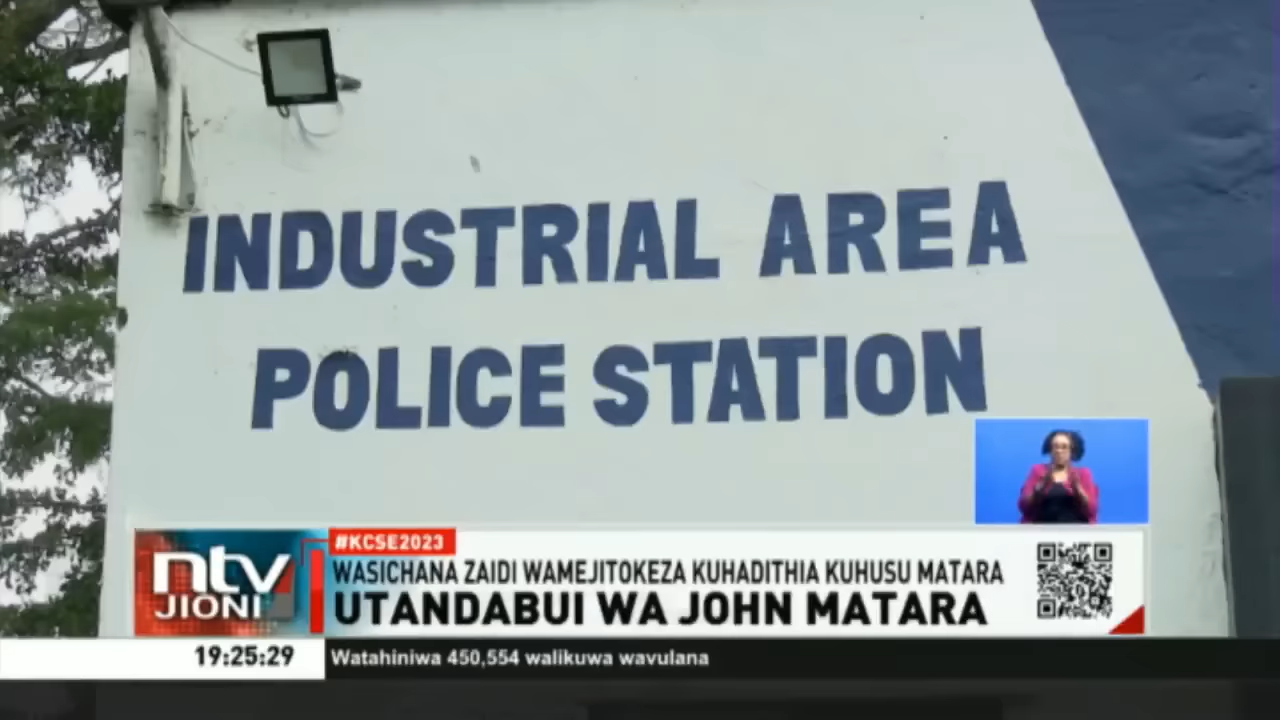 INDUSTRIAL AREA
POLICE STATION
ntv
JIONI
#KCSE2023
WASICHANA ZAIDI WAMEJITOKEZA KUHADITHIA KUHUSU MATARA
UTANDABUI WA JOHN MATARA
19:25:29
Watahiniwa 450,554 walikuwa wavulana